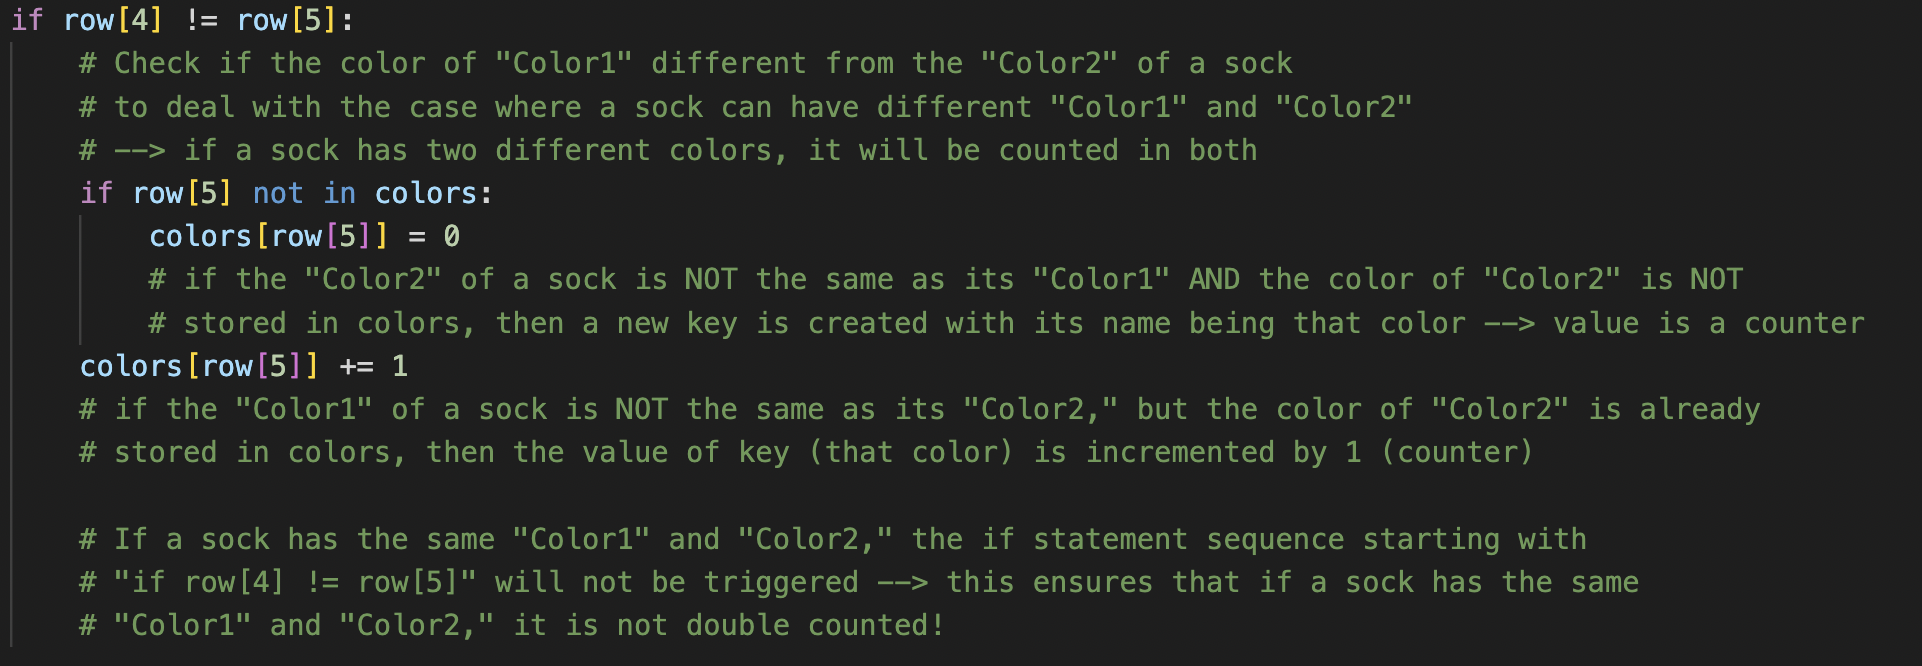 if row[4] != row[5]:
# Check if the color of "Color1" different from the "Color2" of a sock
# to deal with the case where a sock can have different "Color1" and "Color2"
# --> if a sock has two different colors, it will be counted in both
if row[5] not in colors:
colors[row[5]] = 0
# if the "Color2" of a sock is NOT the same as its "Color1" AND the color of "Color2" is NOT
# stored in colors, then a new key is created with its name being that color --> value is a counter
colors[row[5]] += 1
# if the "Color1" of a sock is NOT the same as its "Color2," but the color of "Color2" is already
# stored in colors, then the value of key (that color) is incremented by 1 (counter)
# If a sock has the same "Color1" and "Color2," the if statement sequence starting with
# "if row[4] != row[5]" will not be triggered --> this ensures that if a sock has the same
# "Color1" and "Color2," it is not double counted!